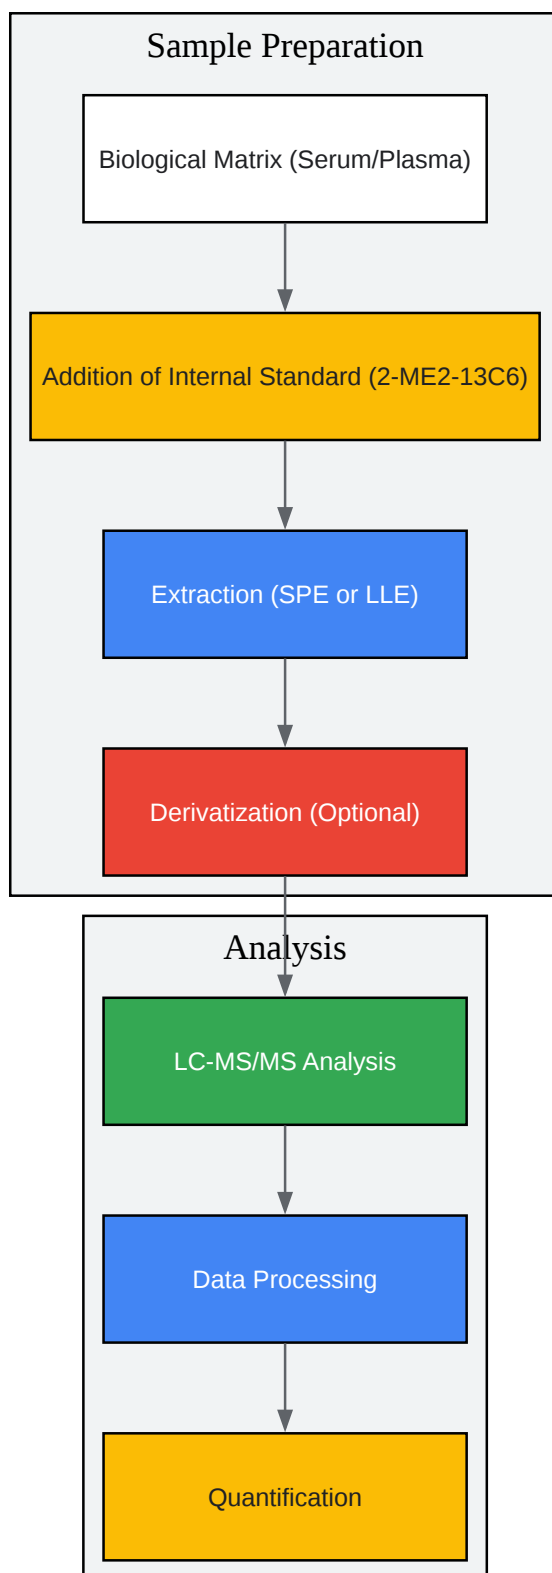 Sample Preparation
Biological Matrix (Serum/Plasma)
Addition of Internal Standard (2-ME2-13C6)
Extraction (SPE or LLE)
Derivatization (Optional)
Analysis
LC-MS/MS Analysis
Data Processing
Quantification